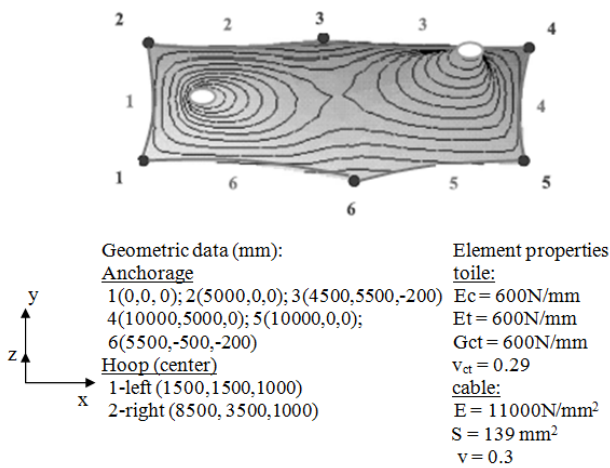 2
2
3
3
4
1
4
1
6
6
5
5
Geometric data (mm):
Anchorage
1(0,0, 0); 2(5000,0,0); 3(4500,5500,-200)
4(10000,5000,0); 5(10000,0,0);
6(5500,-500,-200)
Hoop (center)
1-left (1500,1500,1000)
2-right (8500, 3500,1000)
Element properties
toile:
Ec = 600N/mm
Et = 600N/mm
Gct = 600N/mm
vct = 0.29
cable:
E = 11000N/mm²
S = 139 mm²
v = 0.3
y
z
x